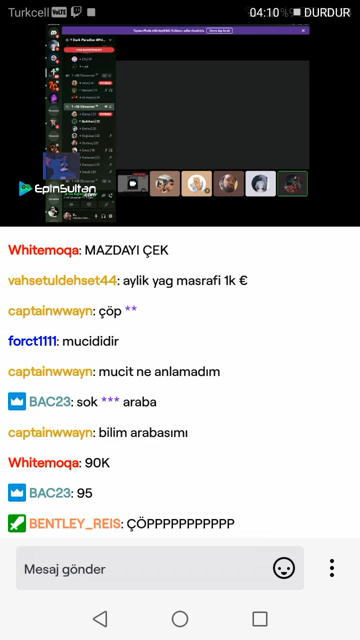 Turkcell
04:10
DURDUR
EpinSultan
.com
Whitemoqa: MAZDAYI ÇEK
vahsetuldehset44: aylik yag masrafi 1k €
captainwwayn: çöp **
forct1111: mucididir
captainwwayn: mucit ne anlamadım
BAC23: sok *** araba
captainwwayn: bilim arabasımı
Whitemoqa: 90K
BAC23: 95
BENTLEY_REIS: ÇÖPPPPPPPPPPP
Mesaj gönder